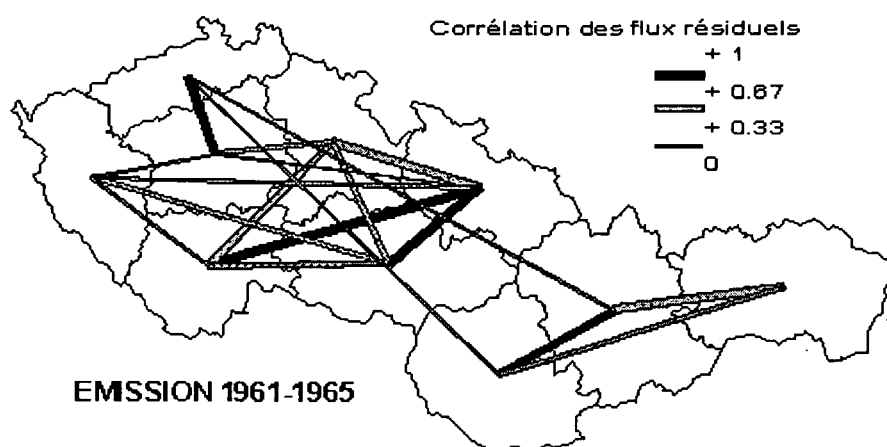 Corrélation des flux résiduels
+ 1
+ 0.67
+ 0.33
0
EMISSION 1961-1965